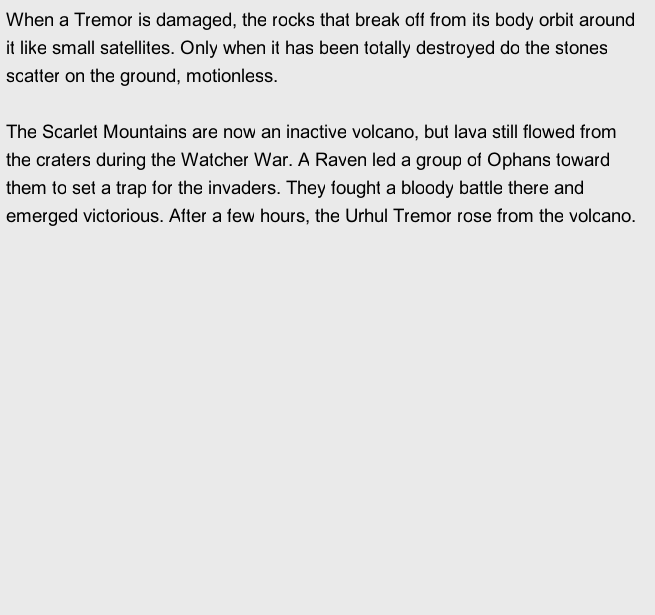 When a Tremor is damaged, the rocks that break off from its body orbit around
it like small satellites. Only when it has been totally destroyed do the stones
scatter on the ground, motionless.
The Scarlet Mountains are now an inactive volcano, but lava still flowed from
the craters during the Watcher War. A Raven led a group of Ophans toward
them to set a trap for the invaders. They fought a bloody battle there and
emerged victorious. After a few hours, the Urhul Tremor rose from the volcano.